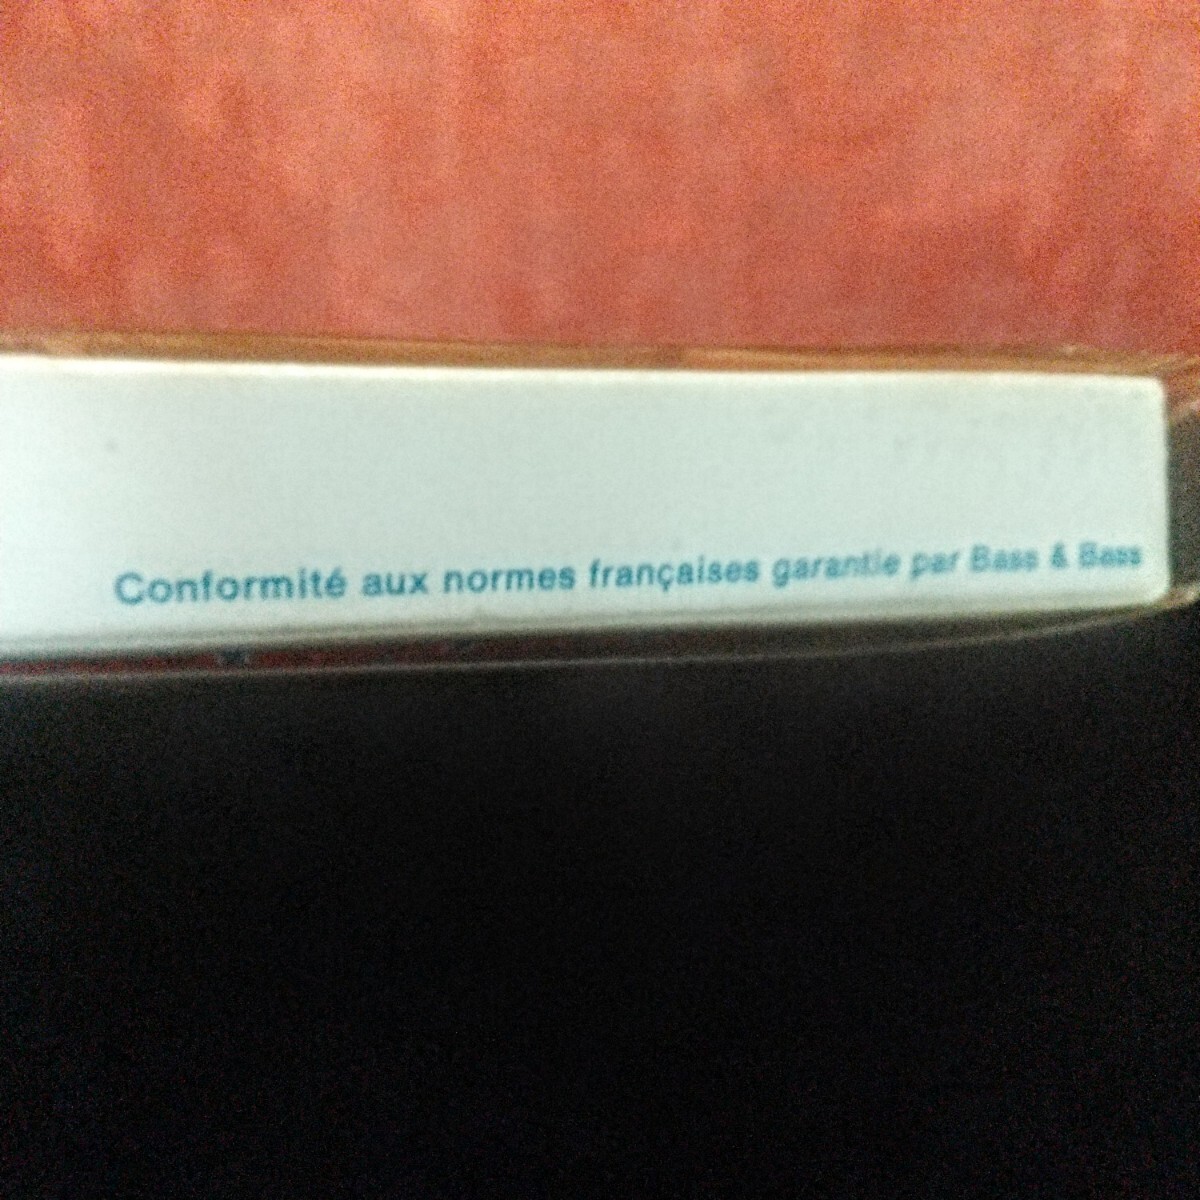 Conformité aux normes françaises garantie par Bass & Bass